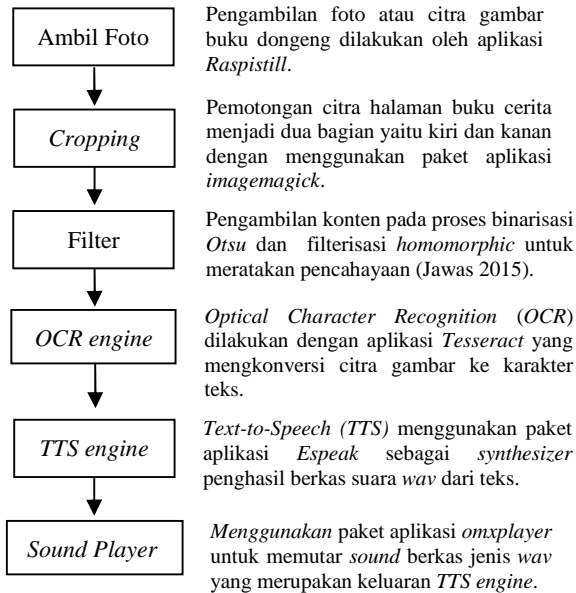 Ambil Foto
Pengambilan foto atau citra gambar
buku dongeng dilakukan oleh aplikasi
Raspistill.
Cropping
Pemotongan citra halaman buku cerita
menjadi dua bagian yaitu kiri dan kanan
dengan menggunakan paket aplikasi
imagemagick.
Filter
Pengambilan konten pada proses binarisasi
Otsu dan filterisasi homomorphic untuk
meratakan pencahayaan (Jawas 2015).
OCR engine
Optical Character Recognition (OCR)
dilakukan dengan aplikasi Tesseract yang
mengkonversi citra gambar ke karakter
teks.
TTS engine
Text-to-Speech (TTS) menggunakan paket
aplikasi Espeak sebagai synthesizer
penghasil berkas suara wav dari teks.
Sound Player
Menggunakan paket aplikasi omxplayer
untuk memutar sound berkas jenis wav
yang merupakan keluaran TTS engine.